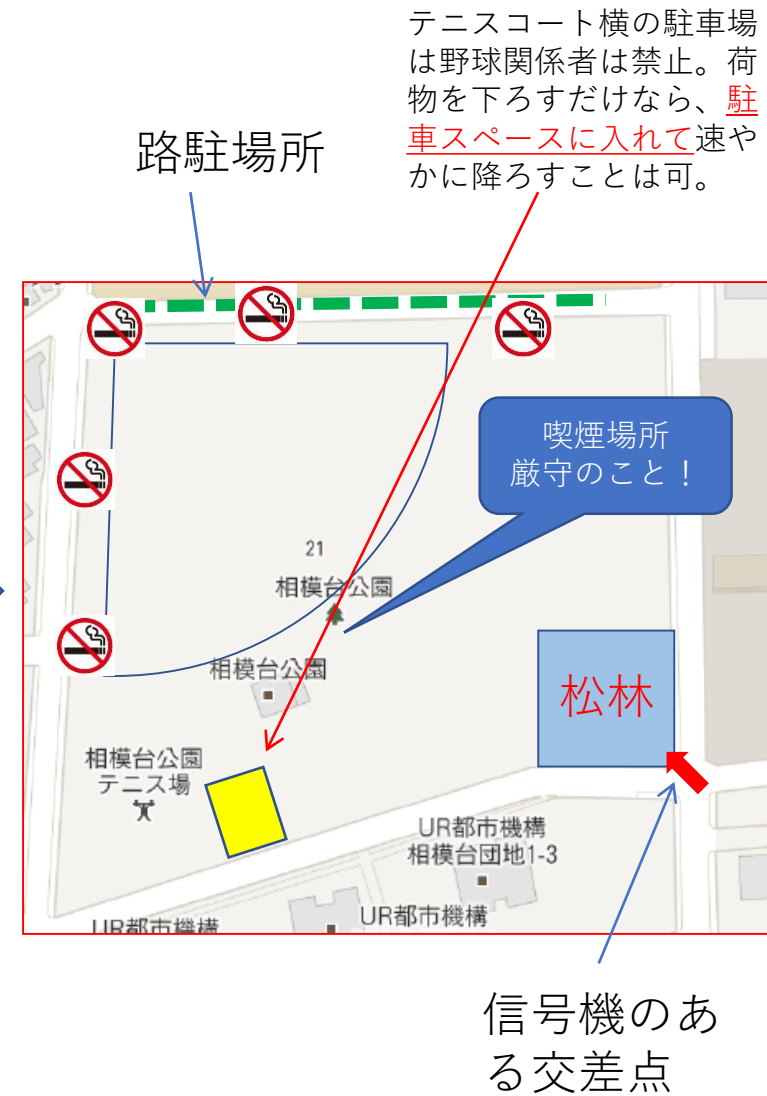 テニスコート横の駐車場
は野球関係者は禁止。荷
物を下ろすだけなら、駐
車スペースに入れて速や
かに降ろすことは可。
路駐場所
喫煙場所
厳守のこと！
21
相模台公園
相模台公園
松林
相模台公園
テニス場
UR都市機構
相模台団地1-3
UR都市機構
UR都市機構
信号機のあ
る交差点